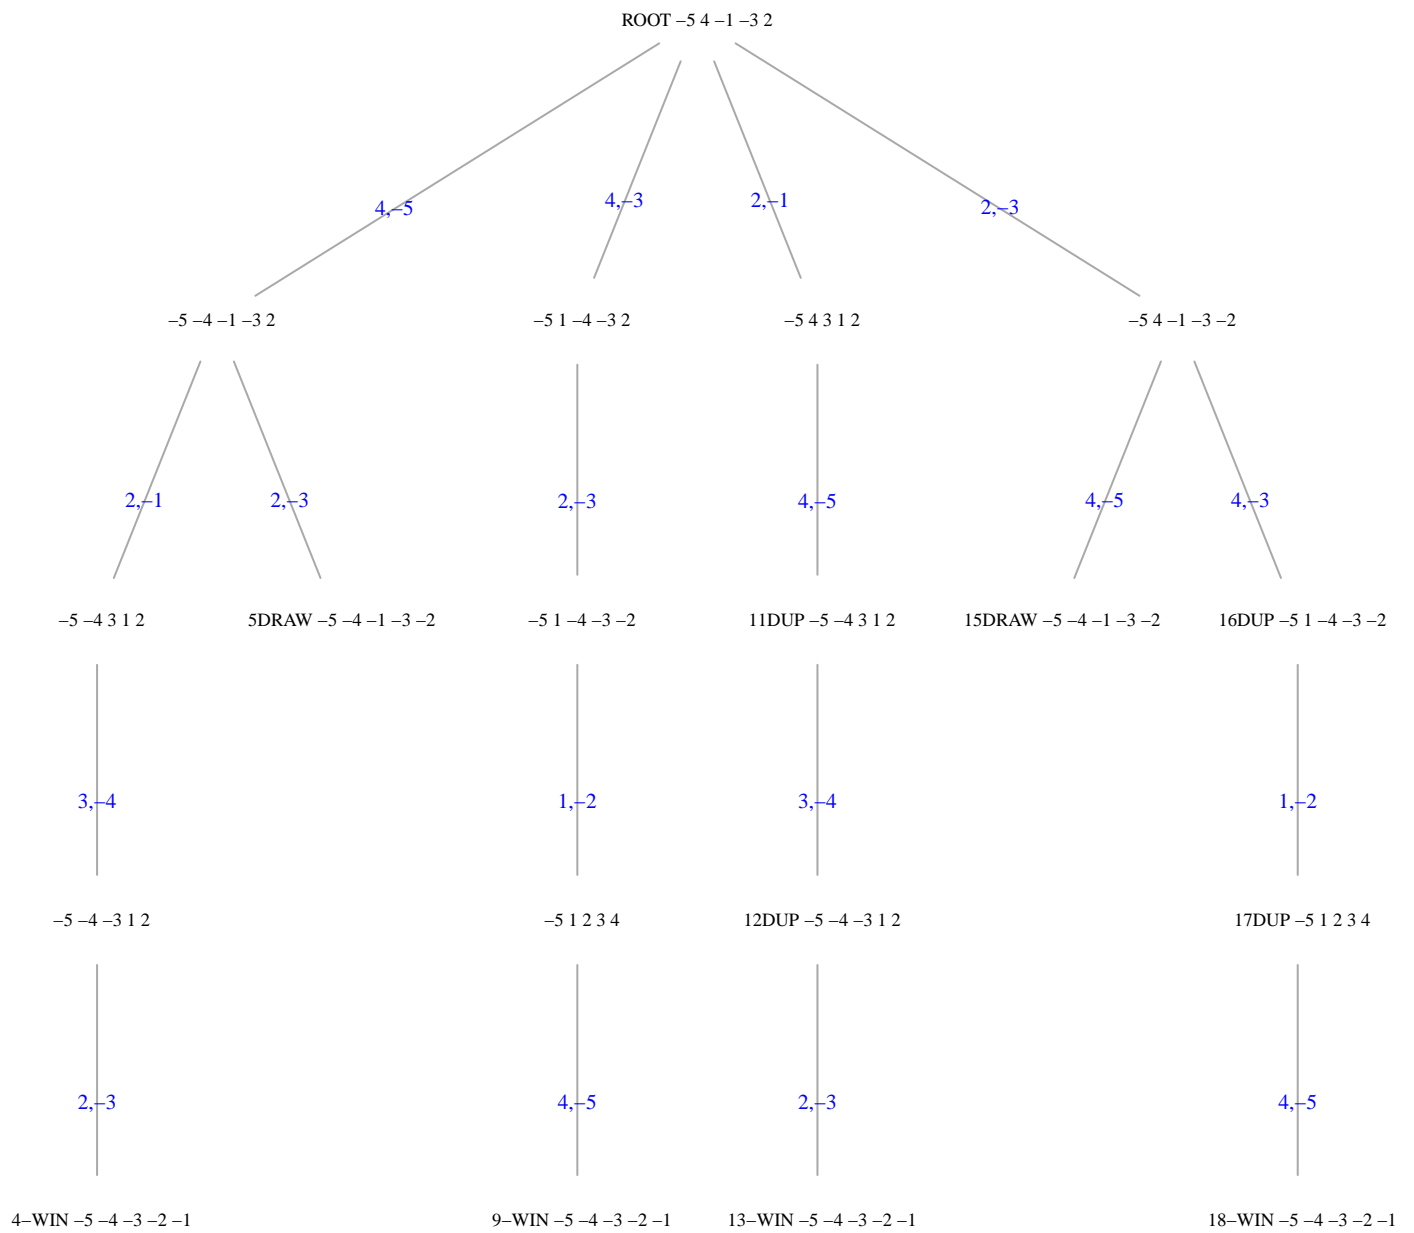 ROOT –5 4 –1 –3 2
4,–5
4,–3
2,–1
2,–3
–5 –4 –1 –3 2
–5 1 –4 –3 2
–5 4 3 1 2
–5 4 –1 –3 –2
2,–1
2,–3
2,–3
4,–5
4,–5
4,–3
–5 –4 3 1 2
5DRAW –5 –4 –1 –3 –2
–5 1 –4 –3 –2
11DUP –5 –4 3 1 2
15DRAW –5 –4 –1 –3 –2
16DUP –5 1 –4 –3 –2
3,–4
1,–2
3,–4
1,–2
–5 –4 –3 1 2
–5 1 2 3 4
12DUP –5 –4 –3 1 2
17DUP –5 1 2 3 4
2,–3
4,–5
2,–3
4,–5
4–WIN –5 –4 –3 –2 –1
9–WIN –5 –4 –3 –2 –1
13–WIN –5 –4 –3 –2 –1
18–WIN –5 –4 –3 –2 –1